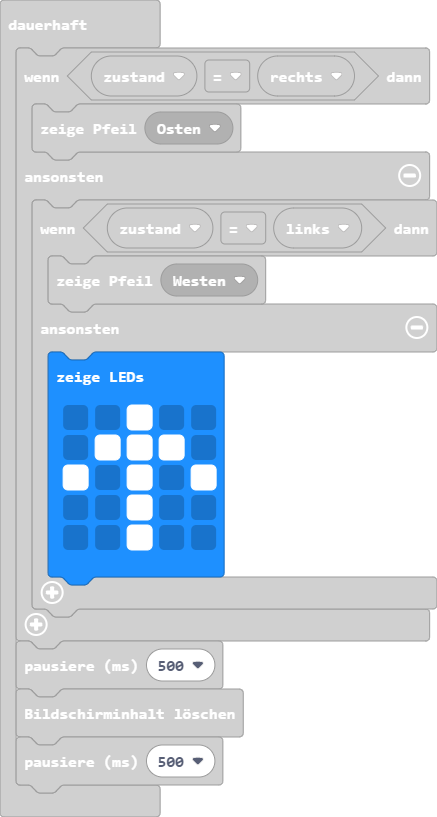 dauerhaft
wenn zustand = rechts dann
zeige Pfeil Osten
ansonsten
wenn zustand = links dann
zeige Pfeil Westen
ansonsten
zeige LEDs
pausiere (ms) 500
Bildschirminhalt löschen
pausiere (ms) 500